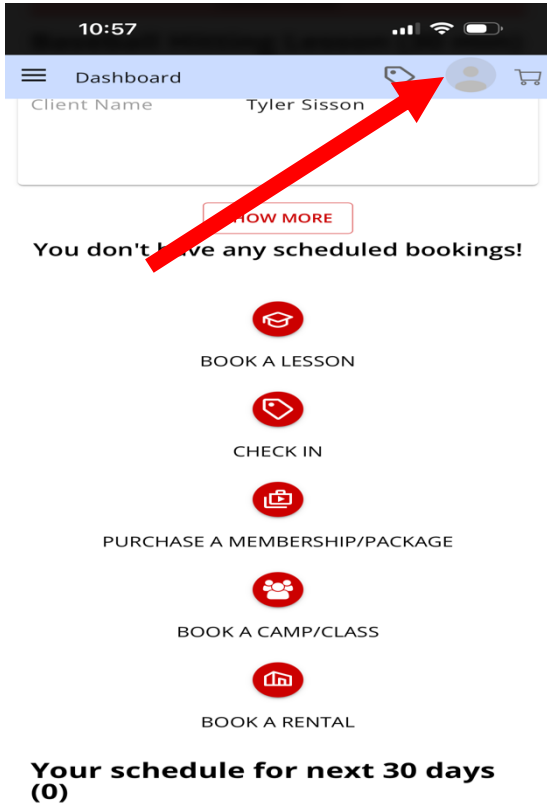 10:57
Dashboard
Client Name Tyler Sisson
HOW MORE
You don't have any scheduled bookings!
BOOK A LESSON
CHECK IN
PURCHASE A MEMBERSHIP/PACKAGE
BOOK A CAMP/CLASS
BOOK A RENTAL
Your schedule for next 30 days
(0)